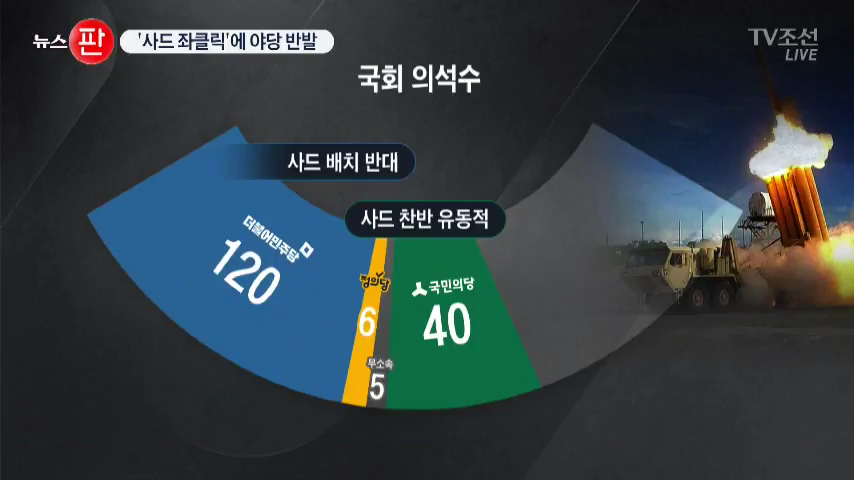 뉴스 판 '사드 좌클릭'에 야당 반발
TV조선
LIVE
국회 의석수
사드 배치 반대
사드 찬반 유동적
더불어민주당
120
정의당
6
무소속
5
국민의당
40